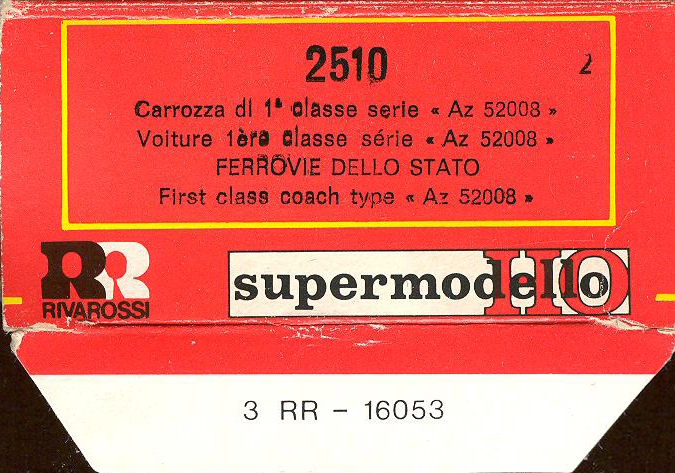 2510
2
Carrozza di 1ª classe serie « Az 52008 »
Voiture 1ère classe série « Az 52008 »
FERROVIE DELLO STATO
First class coach type « Az 52008 »
RR
RIVAROSSI
supermodello HO
3 RR - 16053